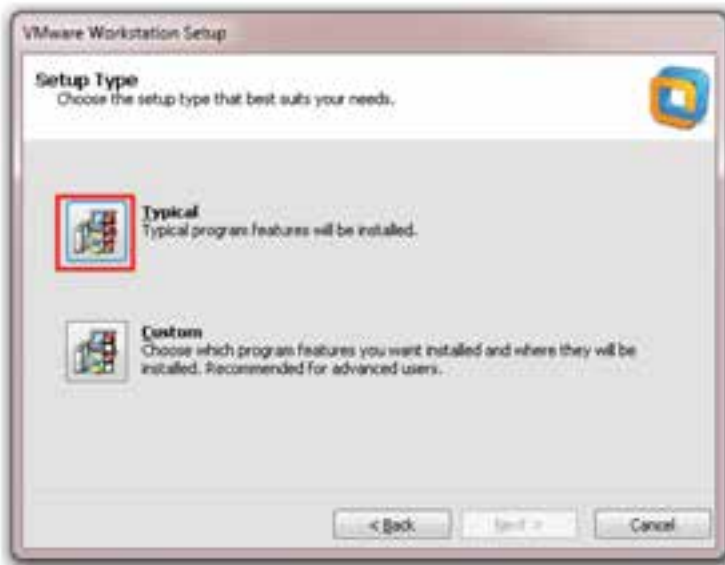 VMware Workstation Setup
Setup Type
Choose the setup type that best suits your needs.
Typical
Typical program features will be installed.
Custom
Choose which program features you want installed and where they will be
installed. Recommended for advanced users.
< Back
Next >
Cancel